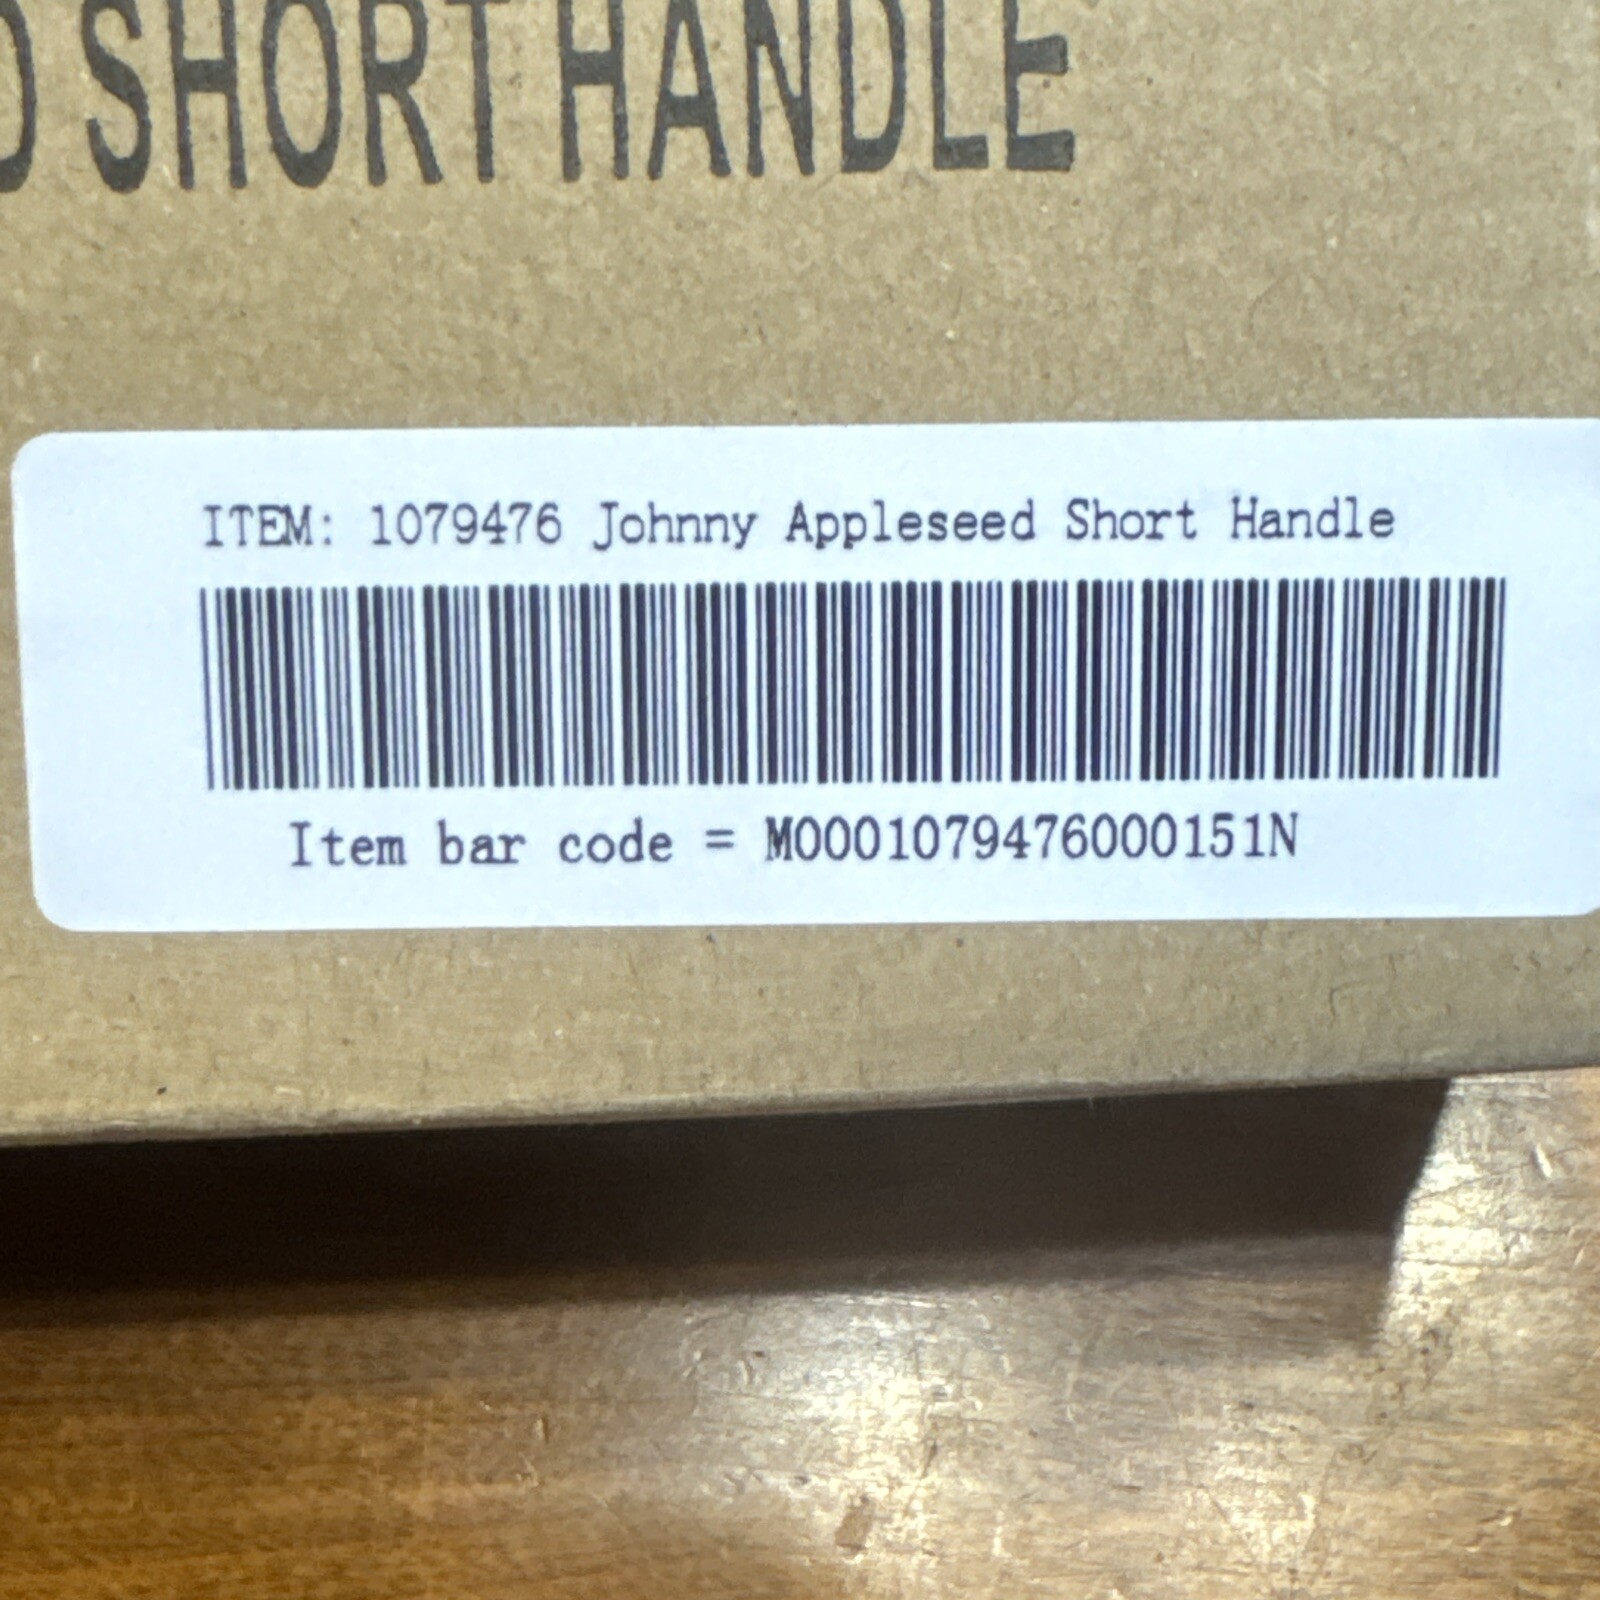 D SHORT HANDLE
ITEM: 1079476 Johnny Appleseed Short Handle
Item bar code = M0001079476000151N